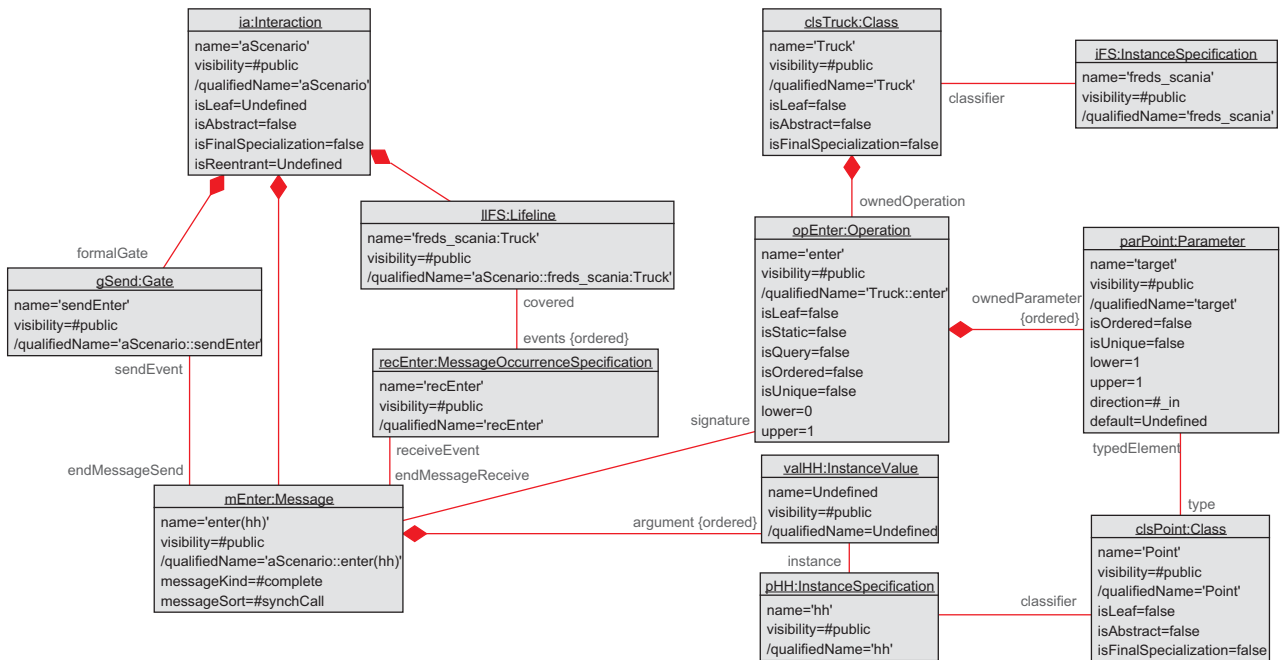 ia:Interaction
name='aScenario'
visibility=#public
/qualifiedName='aScenario'
isLeaf=Undefined
isAbstract=false
isFinalSpecialization=false
isReentrant=Undefined
clsTruck:Class
name='Truck'
visibility=#public
/qualifiedName='Truck'
isLeaf=false
isAbstract=false
isFinalSpecialization=false
classifier
iFS:InstanceSpecification
name='freds_scania'
visibility=#public
/qualifiedName='freds_scania'
ownedOperation
llFS:Lifeline
name='freds_scania:Truck'
visibility=#public
/qualifiedName='aScenario::freds_scania:Truck'
formalGate
gSend:Gate
name='sendEnter'
visibility=#public
/qualifiedName='aScenario::sendEnter'
sendEvent
covered
events {ordered}
recEnter:MessageOccurrenceSpecification
name='recEnter'
visibility=#public
/qualifiedName='recEnter'
receiveEvent
endMessageReceive
endMessageSend
opEnter:Operation
name='enter'
visibility=#public
/qualifiedName='Truck::enter'
isLeaf=false
isStatic=false
isQuery=false
isOrdered=false
isUnique=false
lower=0
upper=1
signature
ownedParameter
{ordered}
parPoint:Parameter
name='target'
visibility=#public
/qualifiedName='target'
isOrdered=false
isUnique=false
lower=1
upper=1
direction=#_in
default=Undefined
typedElement
type
mEnter:Message
name='enter(hh)'
visibility=#public
/qualifiedName='aScenario::enter(hh)'
messageKind=#complete
messageSort=#synchCall
argument {ordered}
valHH:InstanceValue
name=Undefined
visibility=#public
/qualifiedName=Undefined
instance
pHH:InstanceSpecification
name='hh'
visibility=#public
/qualifiedName='hh'
classifier
clsPoint:Class
name='Point'
visibility=#public
/qualifiedName='Point'
isLeaf=false
isAbstract=false
isFinalSpecialization=false